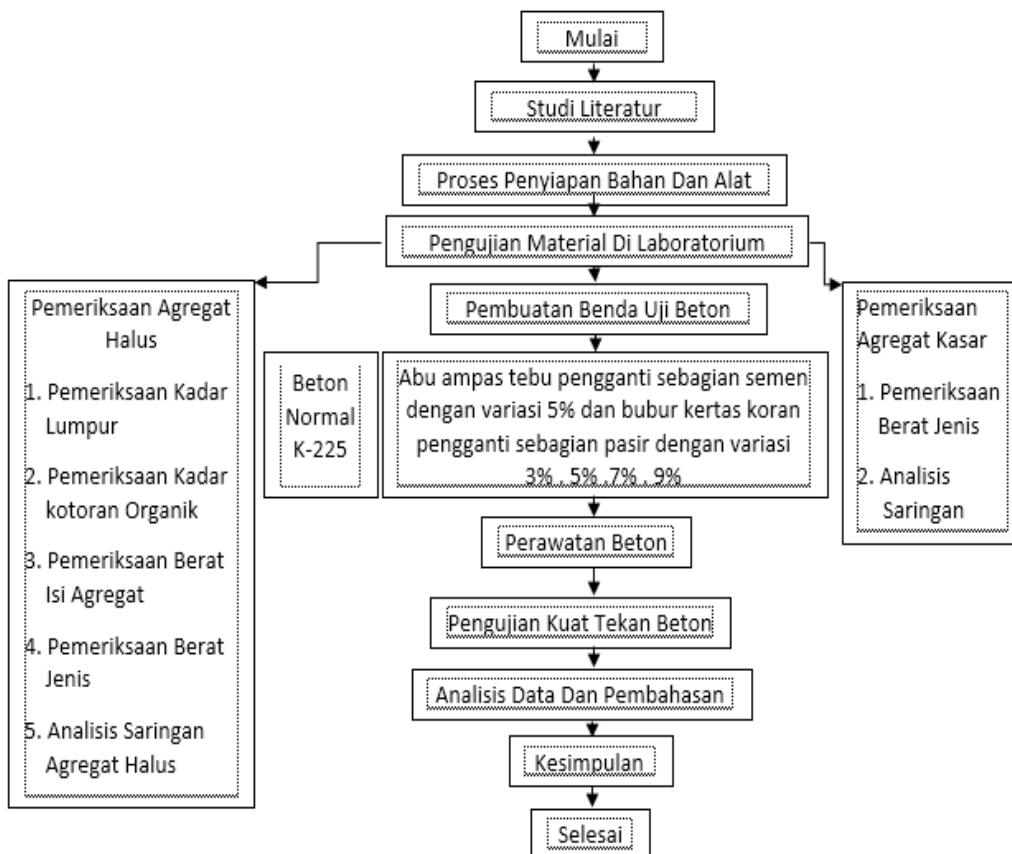 Mulai
Studi Literatur
Proses Penyiapan Bahan Dan Alat
Pengujian Material Di Laboratorium
Pemeriksaan Agregat
Halus
1. Pemeriksaan Kadar
Lumpur
2. Pemeriksaan Kadar
kotoran Organik
3. Pemeriksaan Berat
Isi Agregat
4. Pemeriksaan Berat
Jenis
5. Analisis Saringan
Agregat Halus
Pembuatan Benda Uji Beton
Pemeriksaan
Agregat Kasar
1. Pemeriksaan
Berat Jenis
2. Analisis
Saringan
Beton
Normal
K-225
Abu ampas tebu pengganti sebagian semen
dengan variasi 5% dan bubur kertas koran
pengganti sebagian pasir dengan variasi
3% , 5% ,7% , 9%
Perawatan Beton
Pengujian Kuat Tekan Beton
Analisis Data Dan Pembahasan
Kesimpulan
Selesai